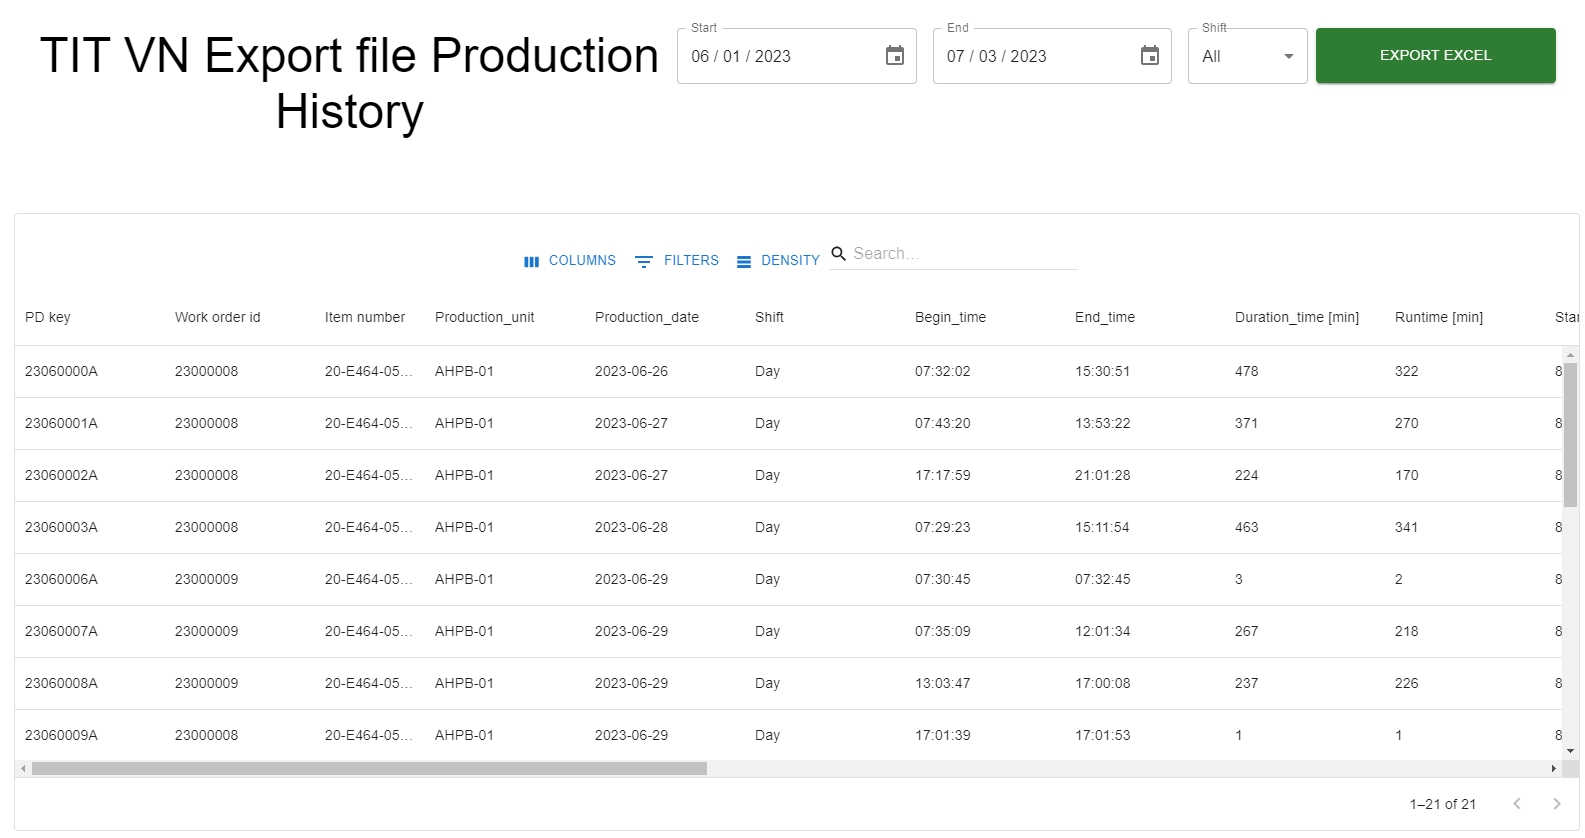 TIT VN Export file Production
History
Start
06 / 01 / 2023
End
07 / 03 / 2023
Shift
All
EXPORT EXCEL
COLUMNS FILTERS DENSITY Search...
PD key Work order id Item number Production_unit Production_date Shift Begin_time End_time Duration_time [min] Runtime [min] Star
23060000A 23000008 20-E464-05... AHPB-01 2023-06-26 Day 07:32:02 15:30:51 478 322 8
23060001A 23000008 20-E464-05... AHPB-01 2023-06-27 Day 07:43:20 13:53:22 371 270 8
23060002A 23000008 20-E464-05... AHPB-01 2023-06-27 Day 17:17:59 21:01:28 224 170 8
23060003A 23000008 20-E464-05... AHPB-01 2023-06-28 Day 07:29:23 15:11:54 463 341 8
23060006A 23000009 20-E464-05... AHPB-01 2023-06-29 Day 07:30:45 07:32:45 3 2 8
23060007A 23000009 20-E464-05... AHPB-01 2023-06-29 Day 07:35:09 12:01:34 267 218 8
23060008A 23000009 20-E464-05... AHPB-01 2023-06-29 Day 13:03:47 17:00:08 237 226 8
23060009A 23000008 20-E464-05... AHPB-01 2023-06-29 Day 17:01:39 17:01:53 1 1 8
1–21 of 21